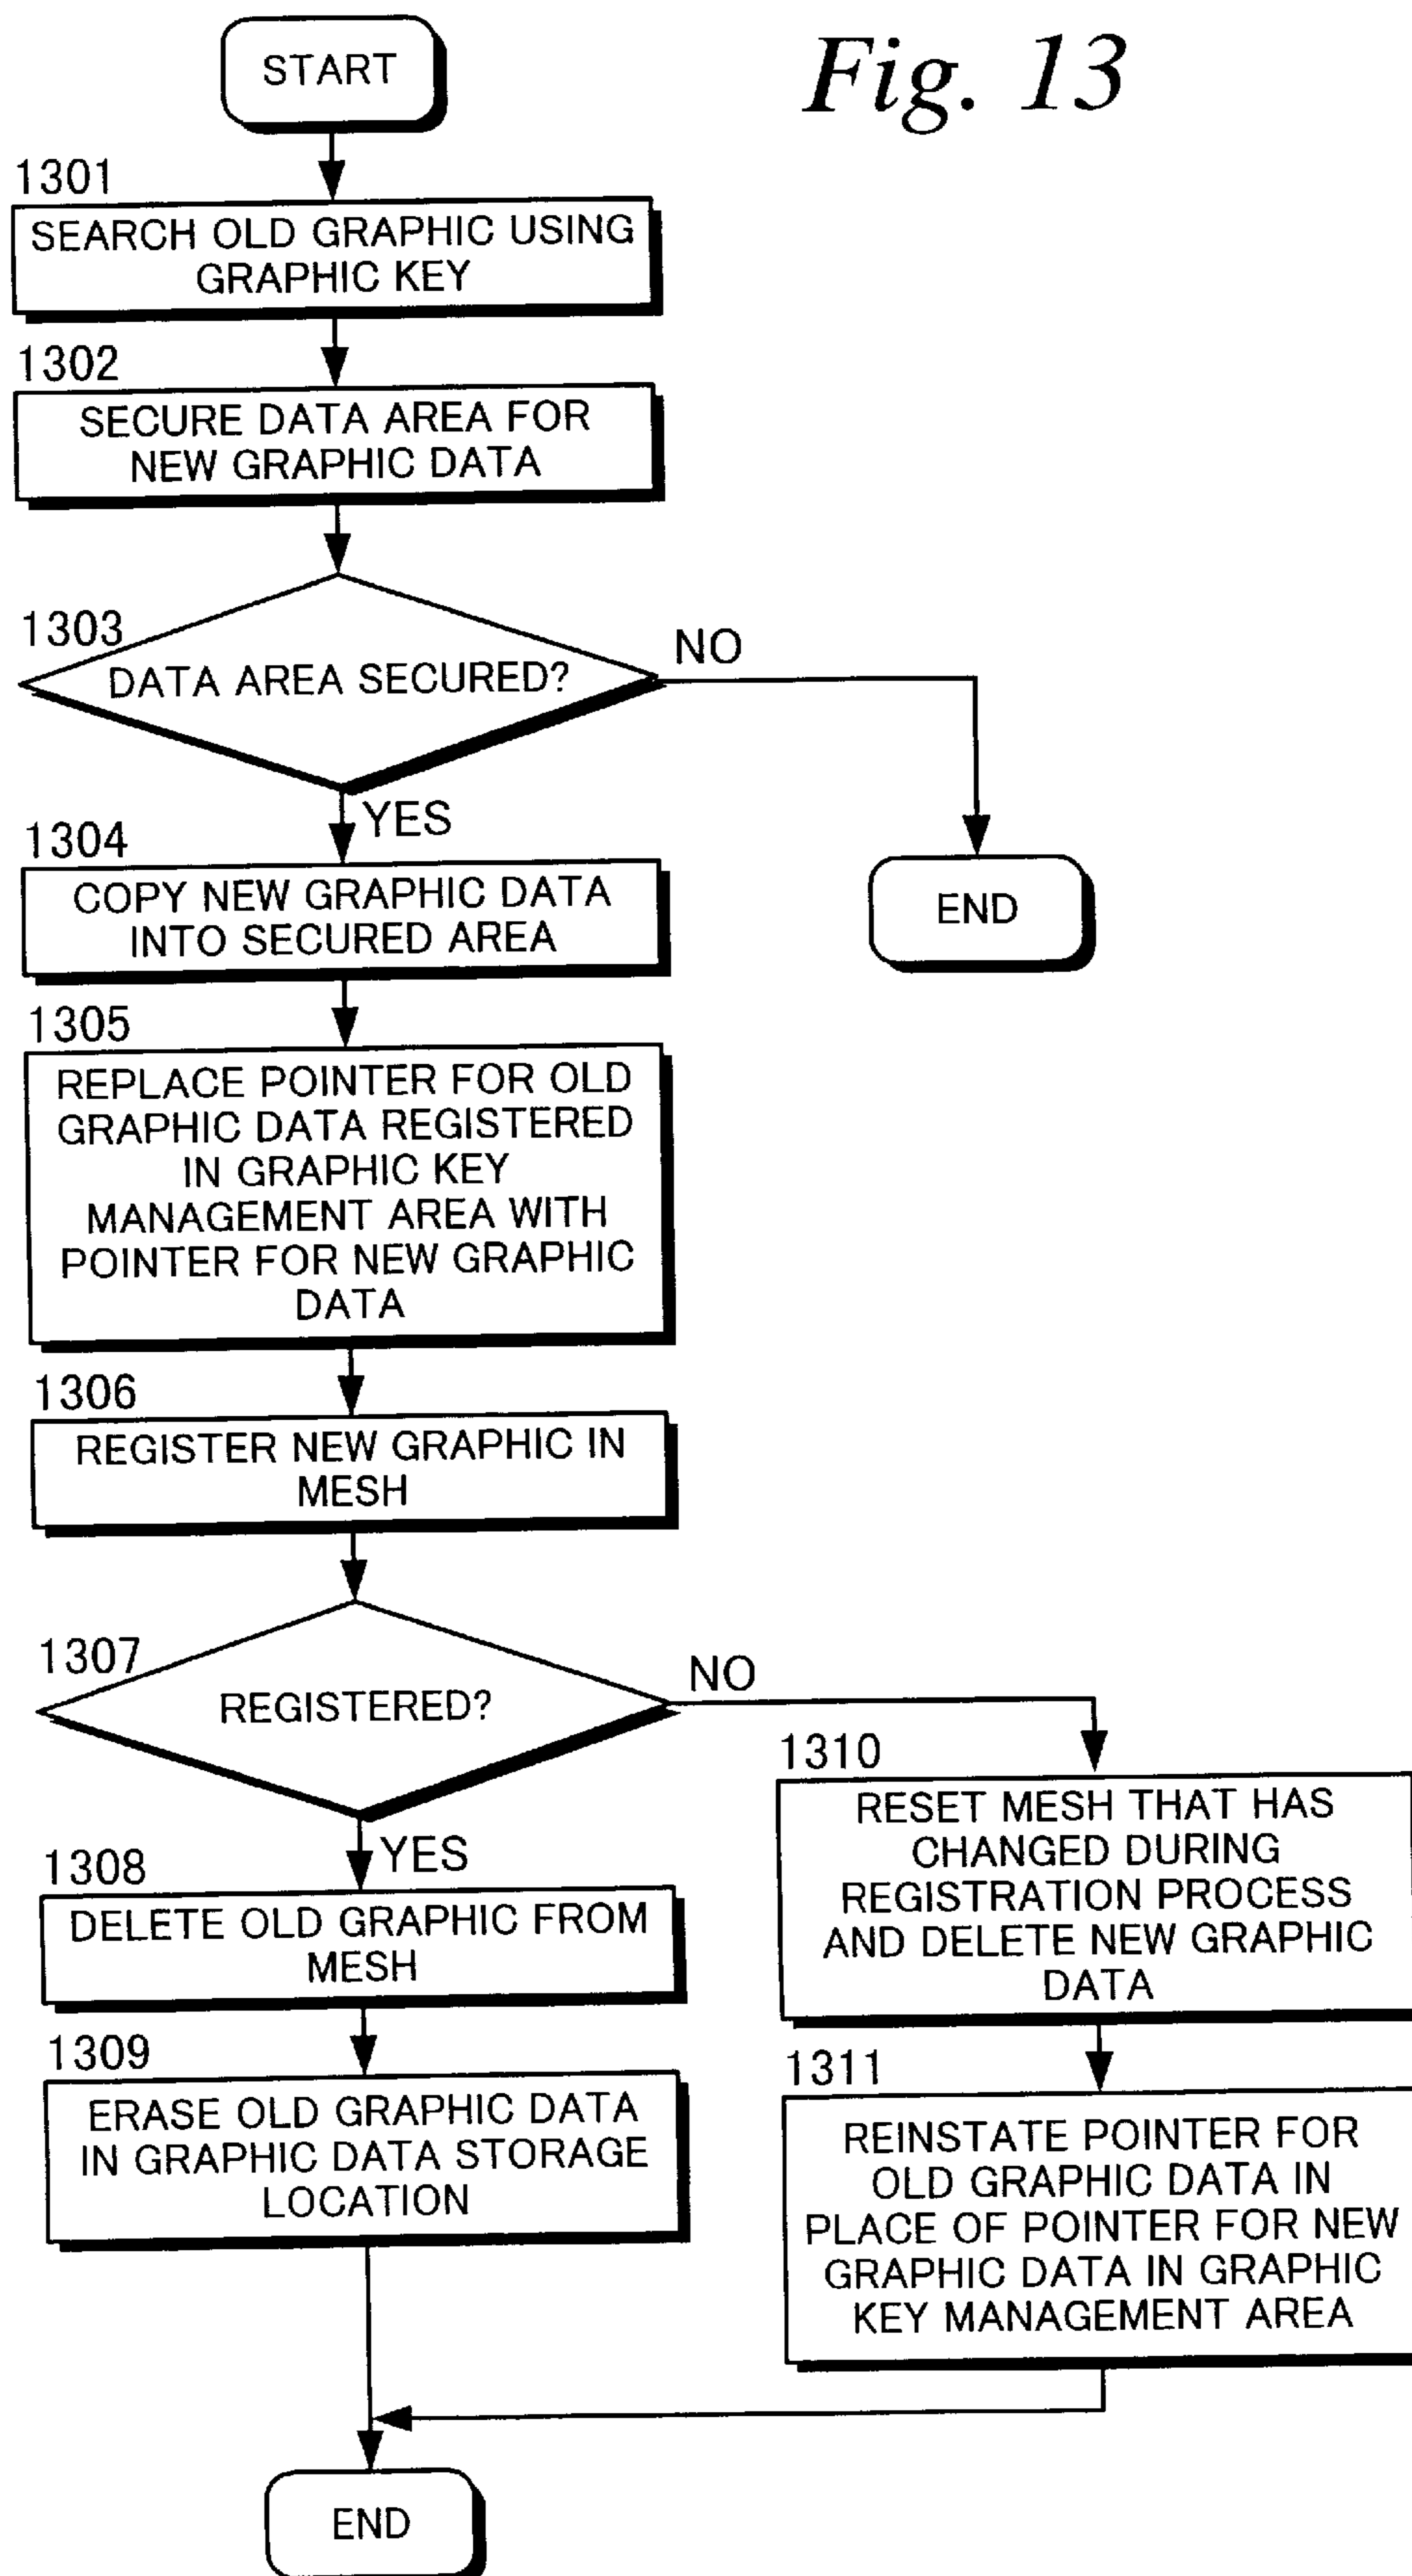 Fig. 13
START
1301
SEARCH OLD GRAPHIC USING
GRAPHIC KEY
1302
SECURE DATA AREA FOR
NEW GRAPHIC DATA
1303
DATA AREA SECURED?
NO
END
YES
1304
COPY NEW GRAPHIC DATA
INTO SECURED AREA
1305
REPLACE POINTER FOR OLD
GRAPHIC DATA REGISTERED
IN GRAPHIC KEY
MANAGEMENT AREA WITH
POINTER FOR NEW GRAPHIC
DATA
1306
REGISTER NEW GRAPHIC IN
MESH
1307
REGISTERED?
NO
YES
1308
DELETE OLD GRAPHIC FROM
MESH
1309
ERASE OLD GRAPHIC DATA
IN GRAPHIC DATA STORAGE
LOCATION
1310
RESET MESH THAT HAS
CHANGED DURING
REGISTRATION PROCESS
AND DELETE NEW GRAPHIC
DATA
1311
REINSTATE POINTER FOR
OLD GRAPHIC DATA IN
PLACE OF POINTER FOR NEW
GRAPHIC DATA IN GRAPHIC
KEY MANAGEMENT AREA
END